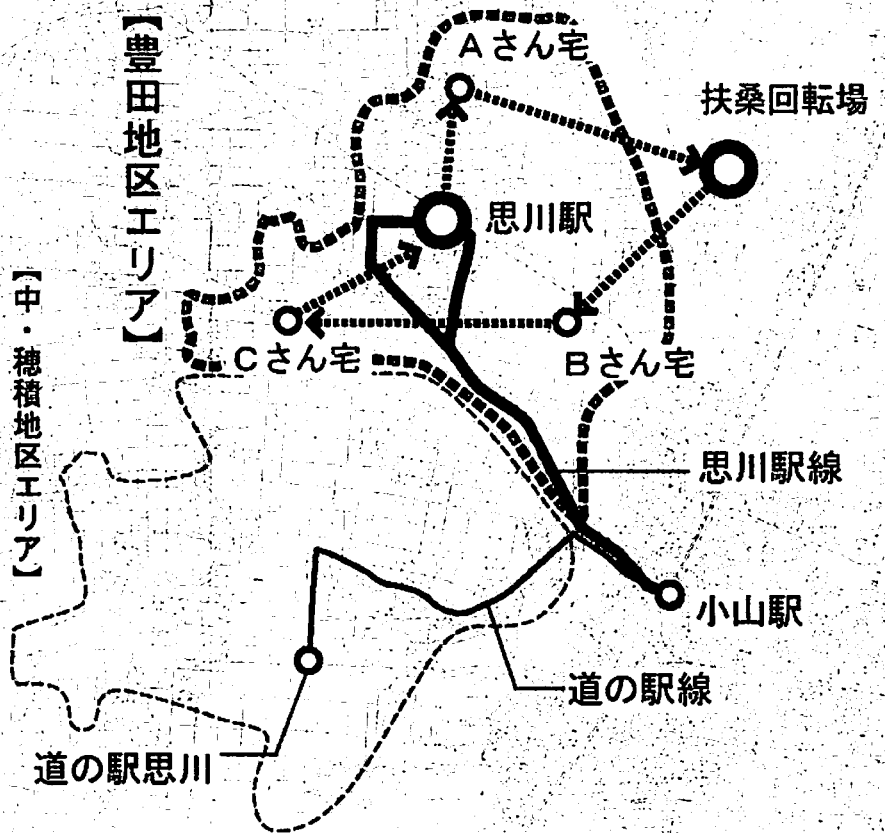 【豊田地区エリア】
Aさん宅
扶桑回転場
思川駅
【中・穂積地区エリア】
Cさん宅
Bさん宅
思川駅線
小山駅
道の駅線
道の駅思川